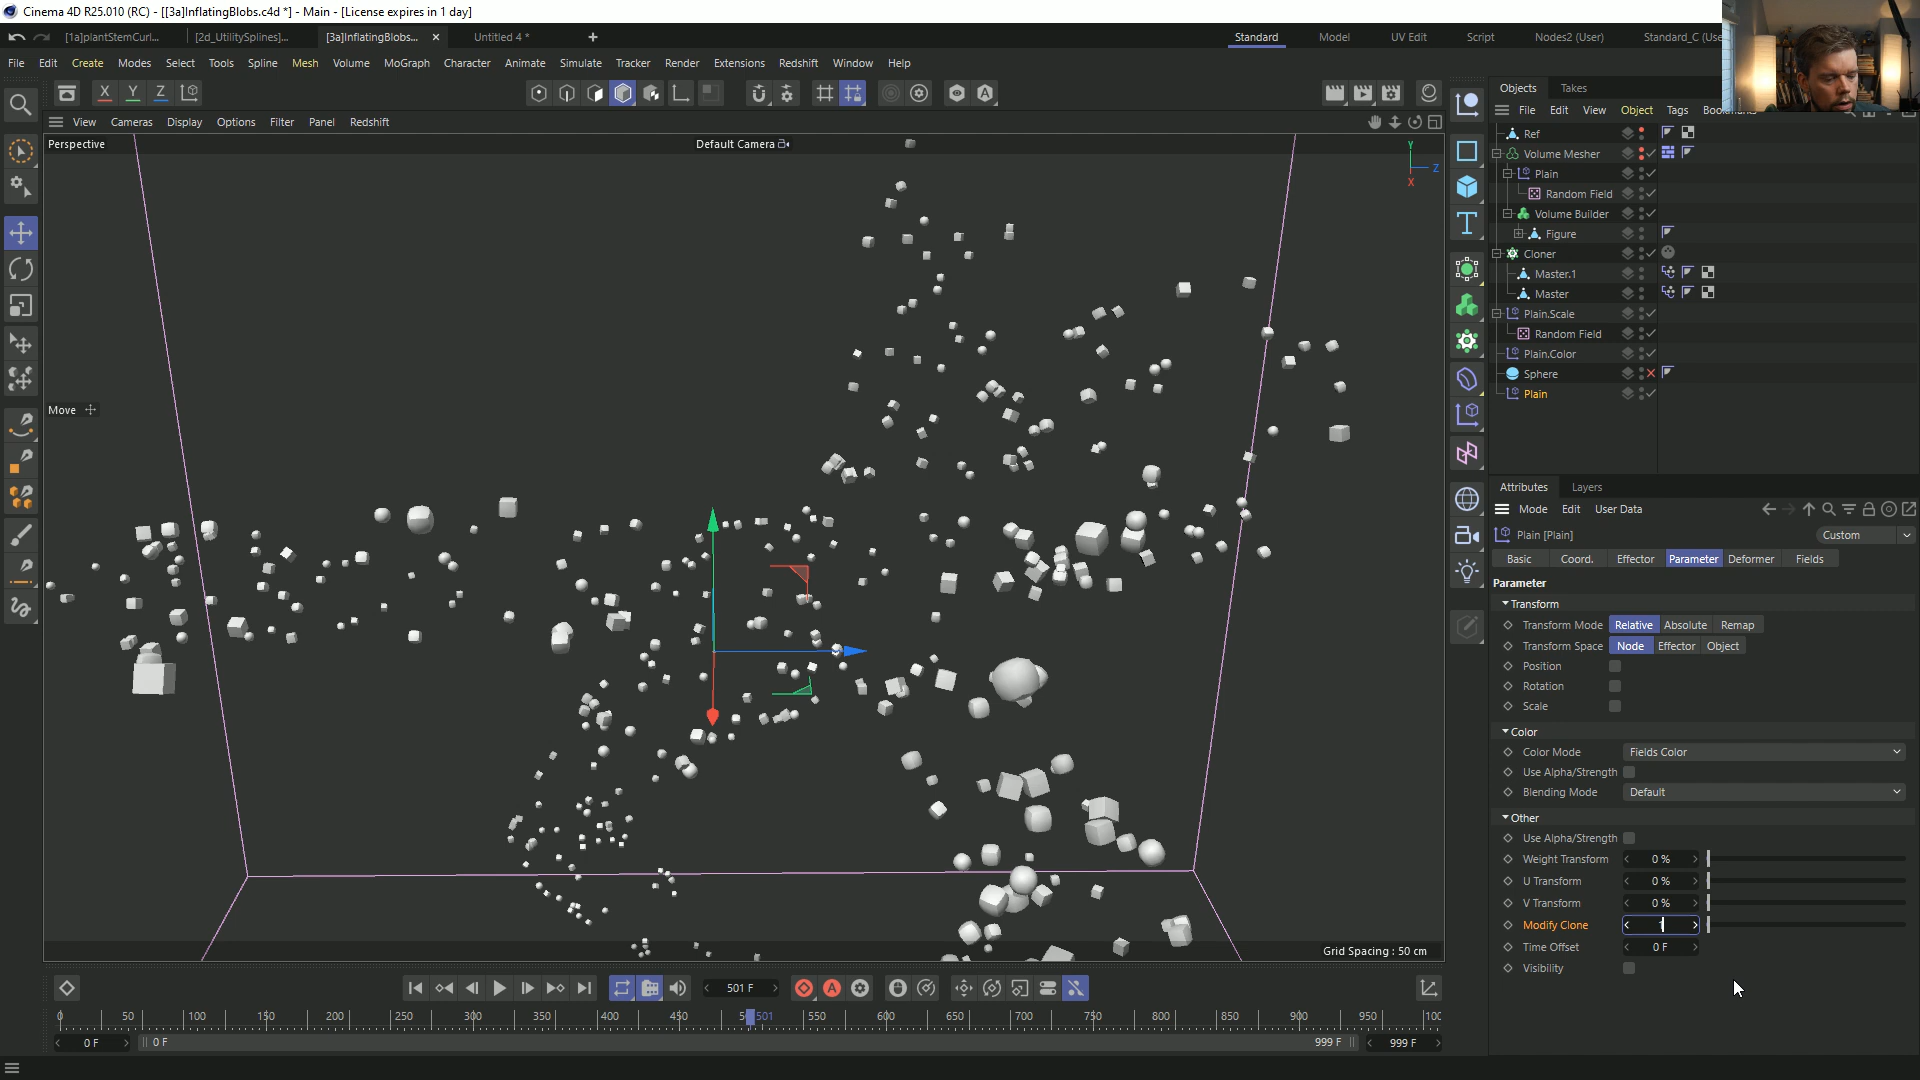 Cinema 4D R25.010 (RC) - [[3a]InflatingBlobs.c4d *] - Main - [License expires in 1 day]
[1a]plantStemCurl... [2d_UtilitySplines]... [3a]InflatingBlobs... × Untitled 4 * +
Standard Model UV Edit Script Nodes2 (User) Standard_C (Use
File Edit Create Modes Select Tools Spline Mesh Volume MoGraph Character Animate Simulate Tracker Render Extensions Redshift Window Help
X Y Z
Objects Takes
File Edit View Object Tags
View Cameras Display Options Filter Panel Redshift
Perspective
Default Camera
Y
Z
X
Move
Grid Spacing : 50 cm
Ref
Volume Mesher
Plain
Random Field
Volume Builder
Figure
Cloner
Master.1
Master
Plain.Scale
Random Field
Plain.Color
Sphere
Plain
Attributes Layers
Mode Edit User Data
Plain [Plain]
Custom
Basic Coord. Effector Parameter Deformer Fields
Parameter
Transform
Transform Mode Relative Absolute Remap
Transform Space Node Effector Object
Position
Rotation
Scale
Color
Color Mode Fields Color
Use Alpha/Strength
Blending Mode Default
Other
Use Alpha/Strength
Weight Transform 0 %
U Transform 0 %
V Transform 0 %
Modify Clone
Time Offset 0 F
Visibility
501 F
0 50 100 150 200 250 300 350 400 450 501 550 600 650 700 750 800 850 900 950 100
0 F 0 F 999 F 999 F